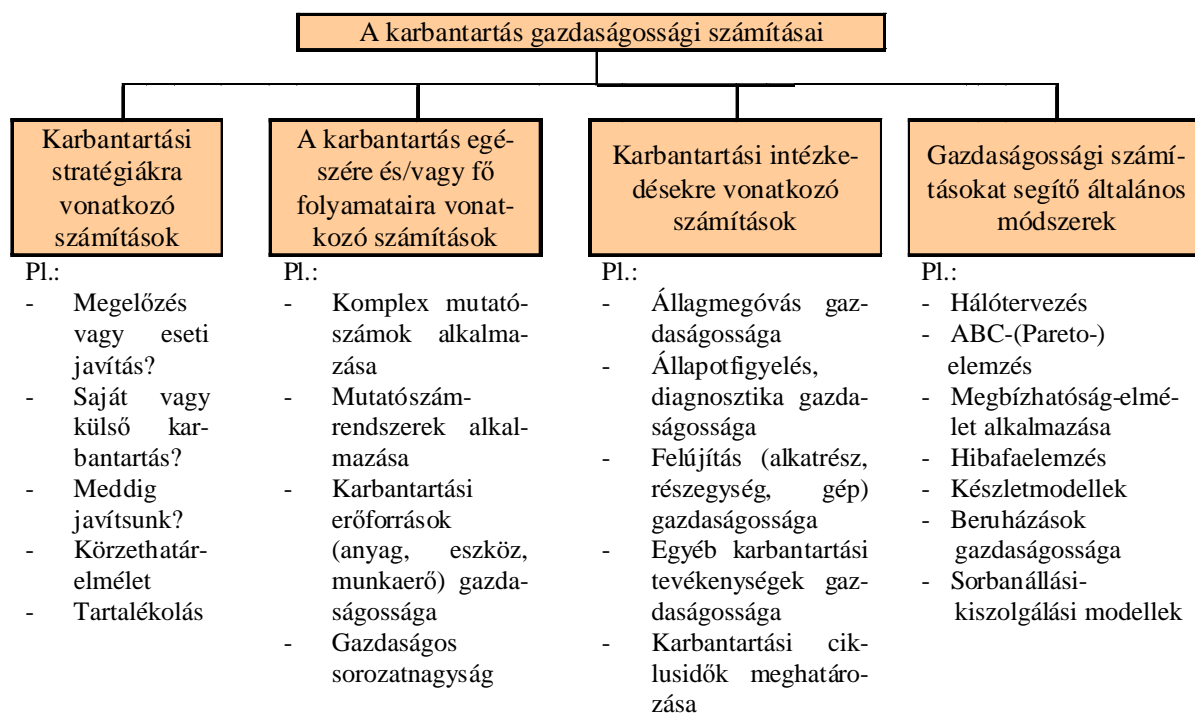 A karbantartás gazdaságossági számításai
Karbantartási
stratégiákra
vonatkozó
számítások
Pl.:
- Megelőzés
vagy eseti
javítás?
- Saját vagy
külső kar-
bantartás?
- Meddig
javítsunk?
- Körzethatár-
elmélet
- Tartalékolás
A karbantartás egé-
szére és/vagy fő
folyamataira vonat-
kozó számítások
Pl.:
- Komplex mutató-
számok alkalma-
zása
- Mutatószám-
rendszerek alkal-
mazása
- Karbantartási
erőforrások
(anyag, eszköz,
munkaerő) gazda-
ságossága
- Gazdaságos
sorozatnagyság
Karbantartási intézke-
désekre vonatkozó
számítások
Pl.:
- Állagmegóvás gaz-
daságossága
- Állapotfigyelés,
diagnosztika gazda-
ságossága
- Felújítás (alkatrész,
részegység, gép)
gazdaságossága
- Egyéb karbantartási
tevékenységek gaz-
daságossága
- Karbantartási cik-
lusidők meghatáro-
zása
Gazdaságossági számí-
tásokat segítő általános
módszerek
Pl.:
- Hálótervezés
- ABC-(Pareto-)
elemzés
- Megbízhatóság-elmé-
let alkalmazása
- Hibafaelemzés
- Készletmodellek
- Beruházások
gazdaságossága
- Sorbanállási-
kiszolgálási modellek